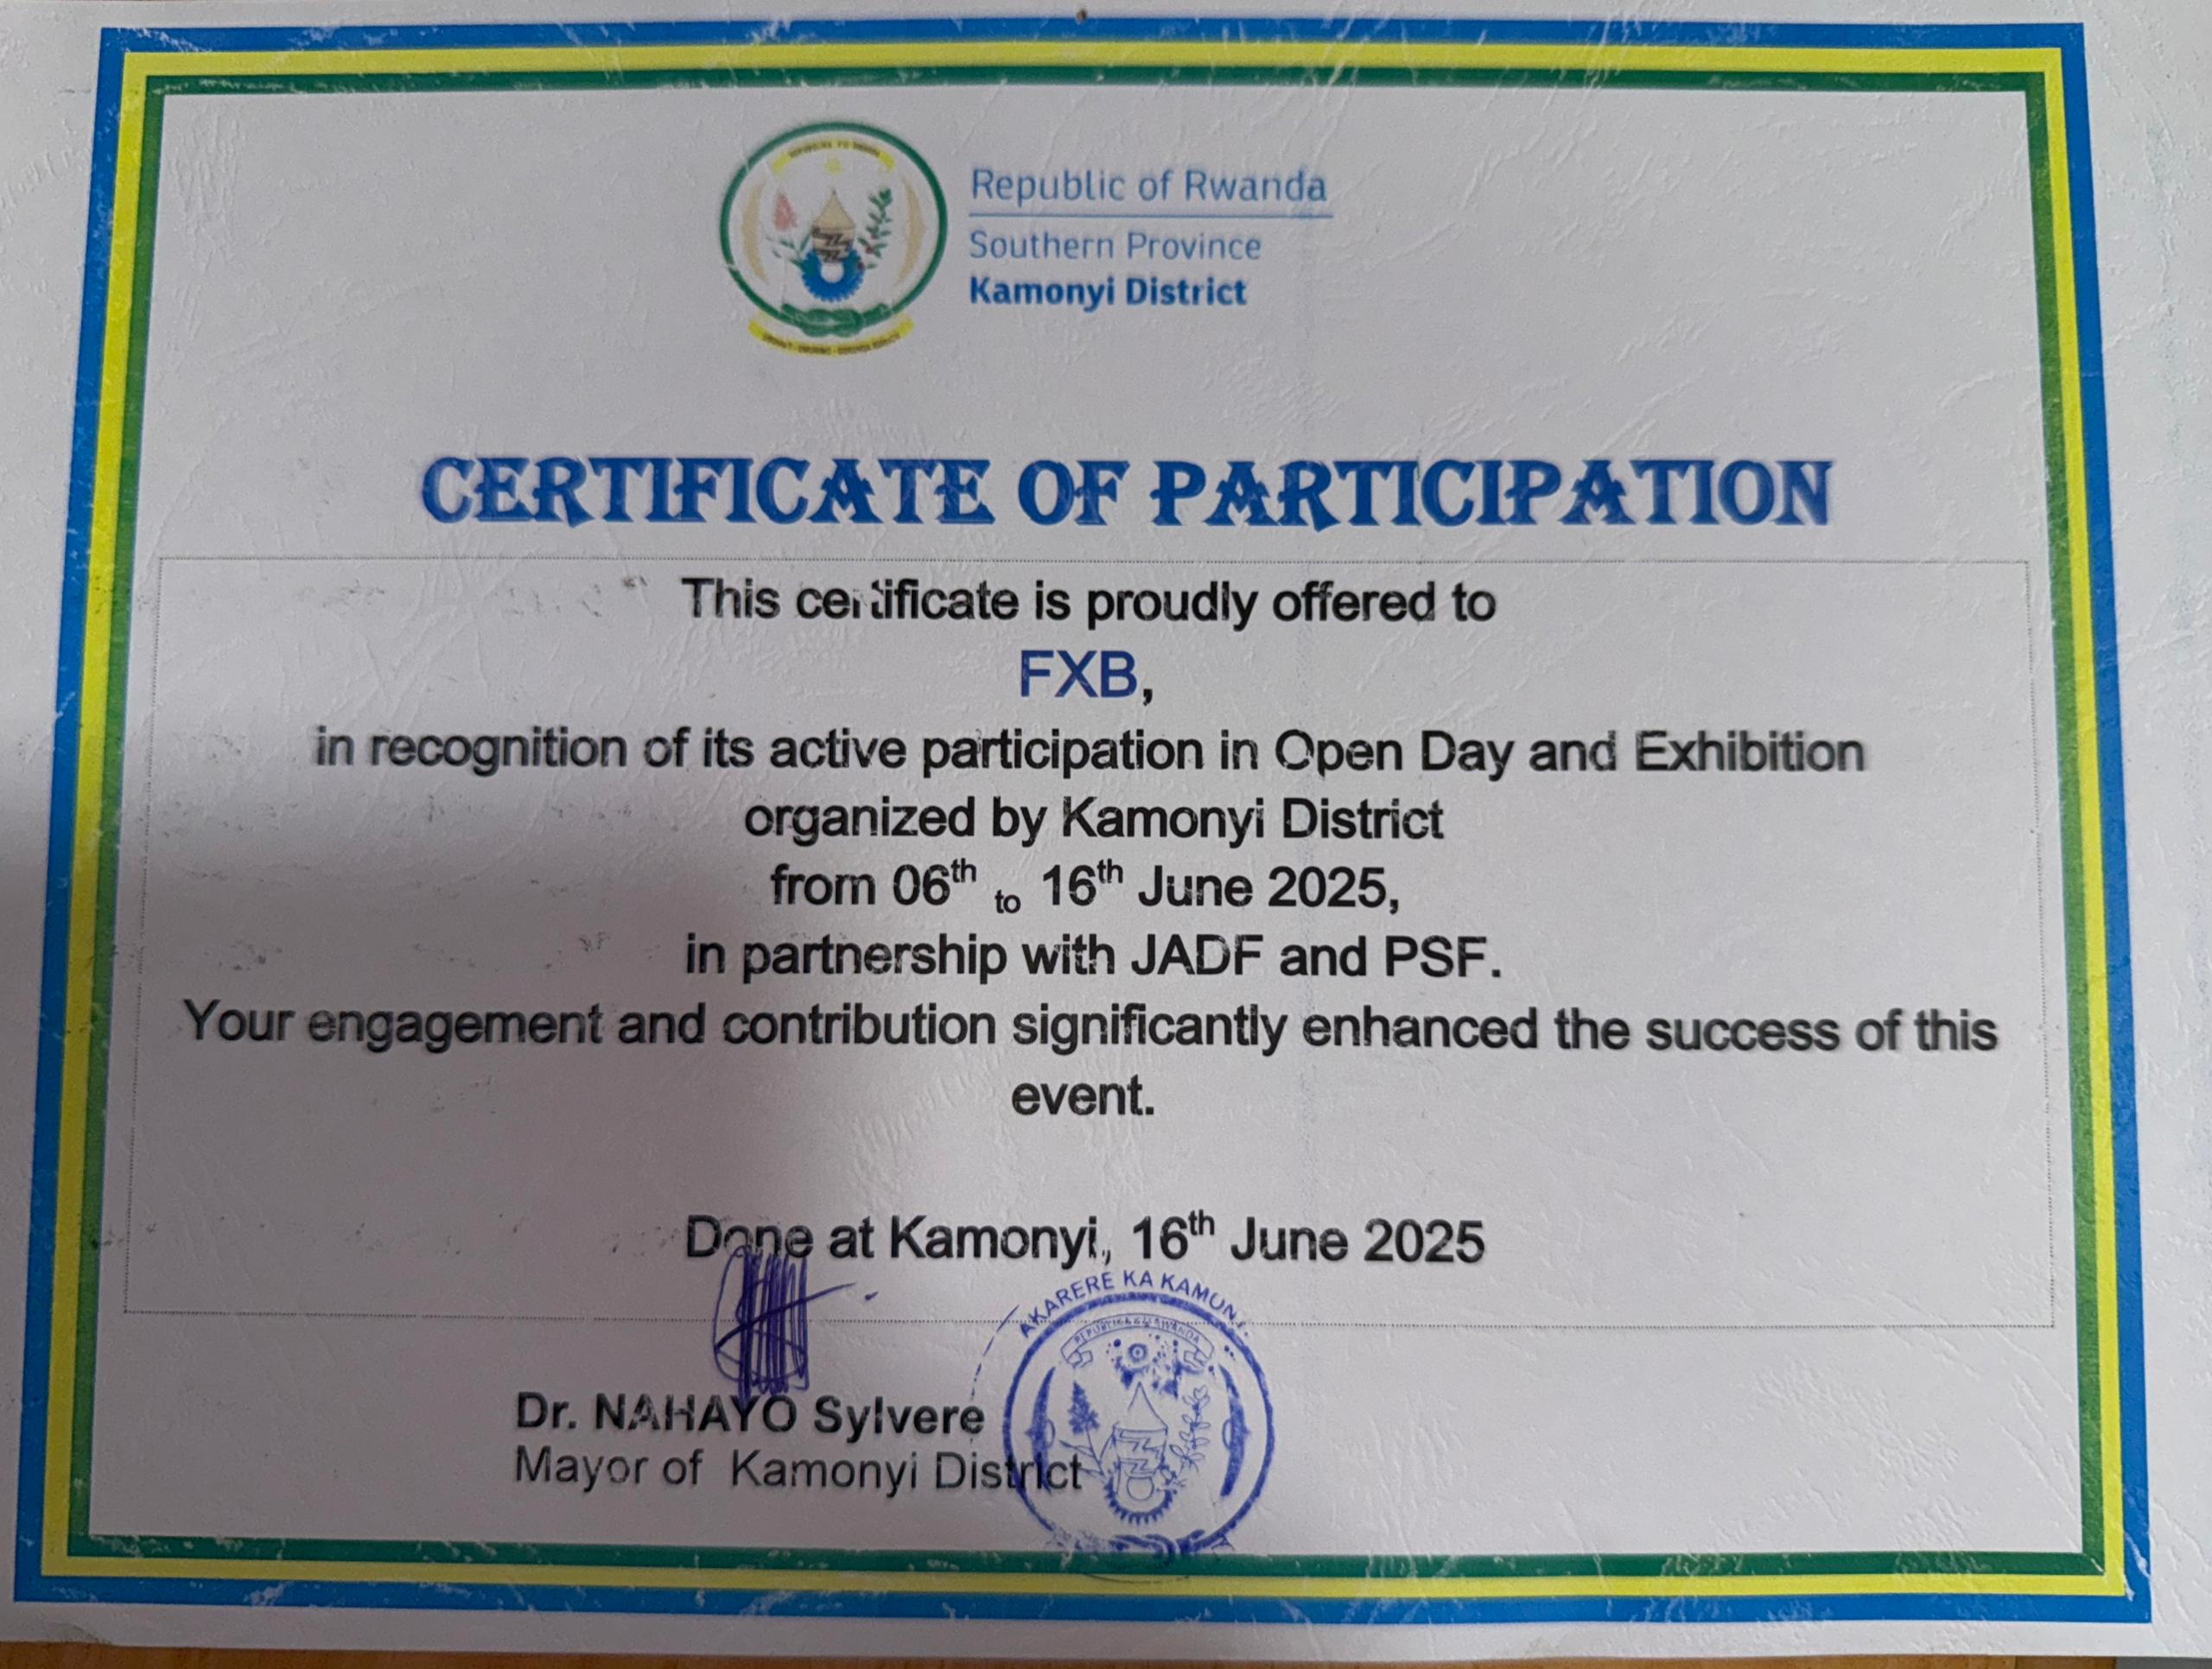 Republic of Rwanda
Southern Province
Kamonyi District
CERTIFICATE OF PARTICIPATION
This certificate is proudly offered to
FXB,
in recognition of its active participation in Open Day and Exhibition
organized by Kamonyi District
from 06th to 16th June 2025,
in partnership with JADF and PSF.
Your engagement and contribution significantly enhanced the success of this
event.
Done at Kamonyi, 16th June 2025
AKARERE KA
Dr. NAHAYO Sylvere
Mayor of Kamonyi District